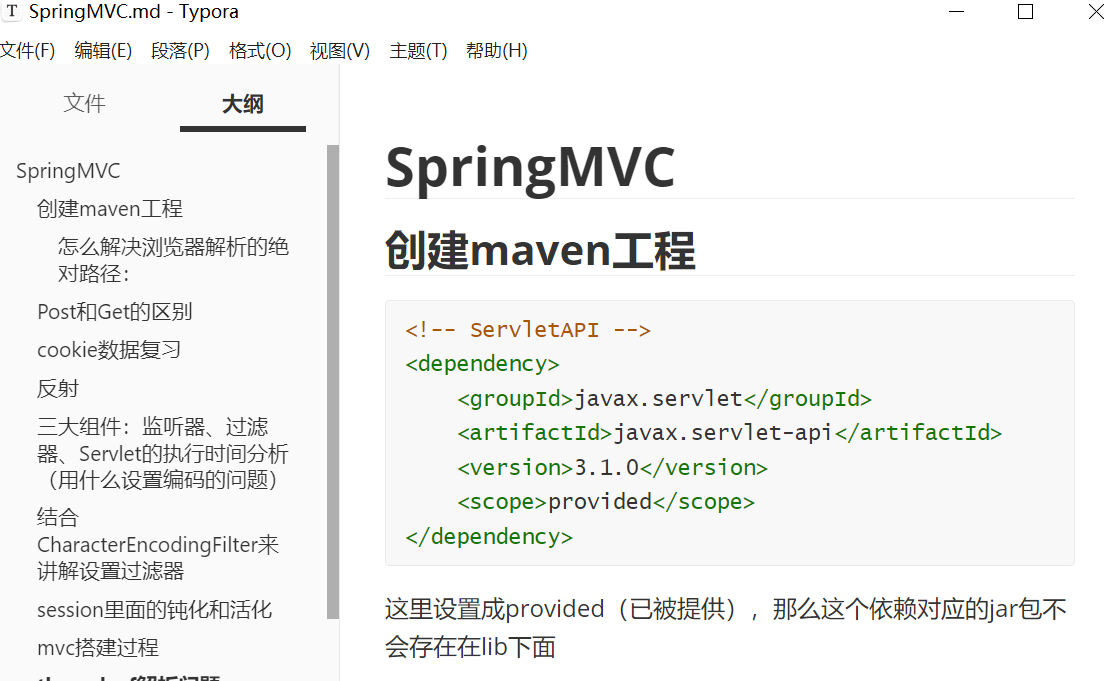 T SpringMVC.md - Typora
文件(F) 编辑(E) 段落(P) 格式(O) 视图(V) 主题(T) 帮助(H)
文件 大纲
SpringMVC
创建maven工程
怎么解决浏览器解析的绝
对路径：
Post和Get的区别
cookie数据复习
反射
三大组件：监听器、过滤
器、Servlet的执行时间分析
（用什么设置编码的问题）
结合
CharacterEncodingFilter来
讲解设置过滤器
session里面的钝化和活化
mvc搭建过程
SpringMVC
创建maven工程
<!-- ServletAPI -->
<dependency>
<groupId>javax.servlet</groupId>
<artifactId>javax.servlet-api</artifactId>
<version>3.1.0</version>
<scope>provided</scope>
</dependency>
这里设置成provided（已被提供），那么这个依赖对应的jar包不
会存在在lib下面